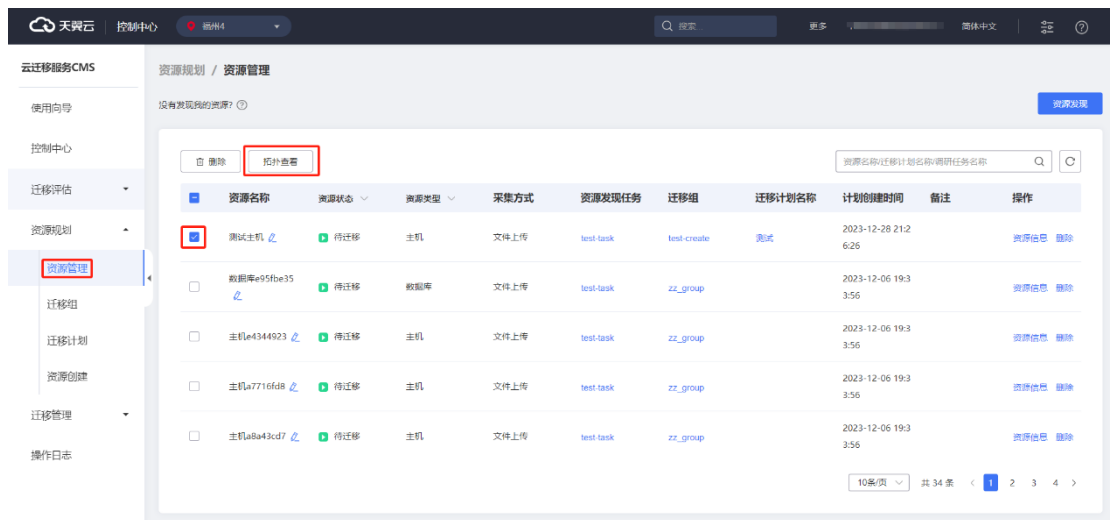 天翼云 控制中心 福州4 搜索 更多 简体中文
云迁移服务CMS
使用向导
控制中心
迁移评估
资源规划
资源管理
迁移组
迁移计划
资源创建
迁移管理
操作日志
资源规划 / 资源管理
没有发现我的资源? 资源发现
删除 拓扑查看 资源名称/迁移计划名称/调研任务名称
资源名称 资源状态 资源类型 采集方式 资源发现任务 迁移组 迁移计划名称 计划创建时间 备注 操作
测试主机 待迁移 主机 文件上传 test-task test-create 测试 2023-12-28 21:2
6:26 资源信息 删除
数据库e95fbe35 待迁移 数据库 文件上传 test-task zz_group 2023-12-06 19:3
3:56 资源信息 删除
主机e4344923 待迁移 主机 文件上传 test-task zz_group 2023-12-06 19:3
3:56 资源信息 删除
主机a7716fd8 待迁移 主机 文件上传 test-task zz_group 2023-12-06 19:3
3:56 资源信息 删除
主机a8a43cd7 待迁移 主机 文件上传 test-task zz_group 2023-12-06 19:3
3:56 资源信息 删除
10条/页 共 34 条 1 2 3 4